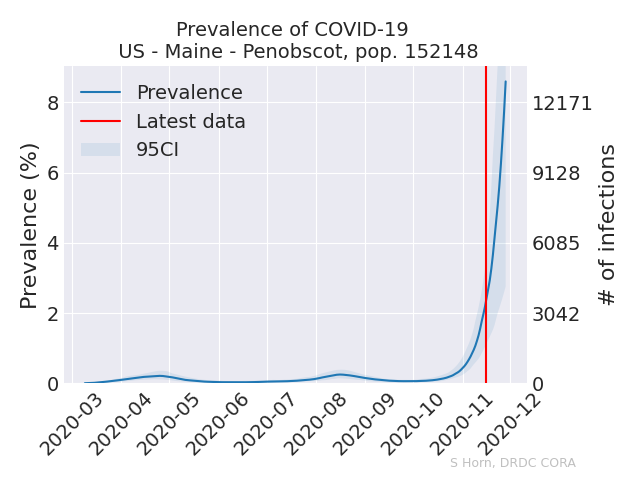 Prevalence of COVID-19
US - Maine - Penobscot, pop. 152148
Prevalence
Latest data
95CI
Prevalence (%)
8
6
4
2
0
12171
9128
6085
3042
0
# of infections
2020-03
2020-04
2020-05
2020-06
2020-07
2020-08
2020-09
2020-10
2020-11
2020-12
S Horn, DRDC CORA